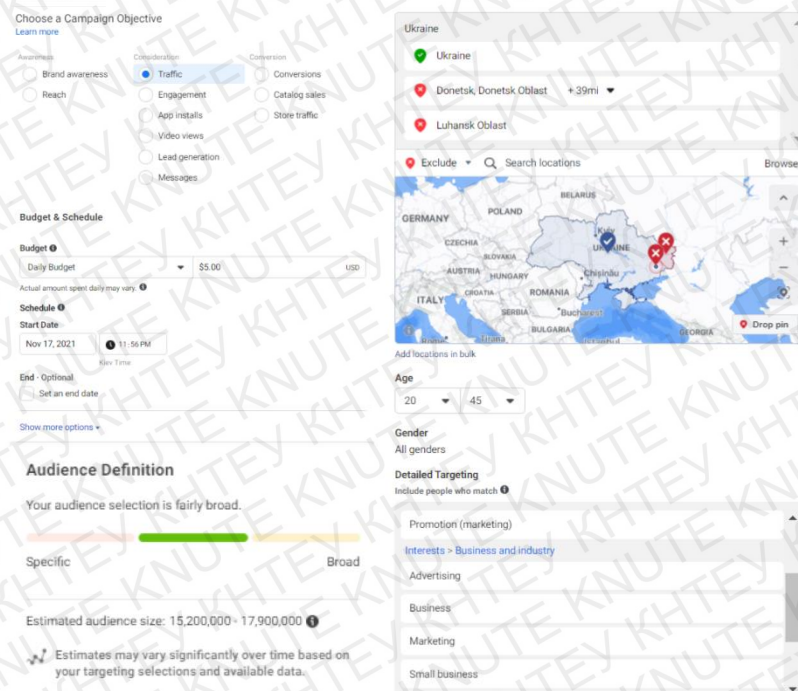 Choose a Campaign Objective
Learn more
Awareness
Consideration
Conversion
Brand awareness
Traffic
Conversions
Reach
Engagement
Catalog sales
App installs
Store traffic
Video views
Lead generation
Messages
Budget & Schedule
Budget
Daily Budget
$5.00
USD
Actual amount spent daily may vary.
Schedule
Start Date
Nov 17, 2021
11:56 PM
Kiev Time
End - Optional
Set an end date
Show more options
Audience Definition
Your audience selection is fairly broad.
Specific
Broad
Estimated audience size: 15,200,000 - 17,900,000
Estimates may vary significantly over time based on
your targeting selections and available data.
Ukraine
Ukraine
Donetsk, Donetsk Oblast + 39mi
Luhansk Oblast
Exclude
Search locations
Browse
BELARUS
POLAND
GERMANY
Kyiv
CZECHIA
UKRAINE
SLOVAKIA
AUSTRIA
HUNGARY
Chișinău
CROATIA
ROMANIA
ITALY
SERBIA
Bucharest
BULGARIA
GEORGIA
Rome
Tirana
Istanbul
Drop pin
Add locations in bulk
Age
20
45
Gender
All genders
Detailed Targeting
Include people who match
Promotion (marketing)
Interests > Business and industry
Advertising
Business
Marketing
Small business
KNUTE KHTEY